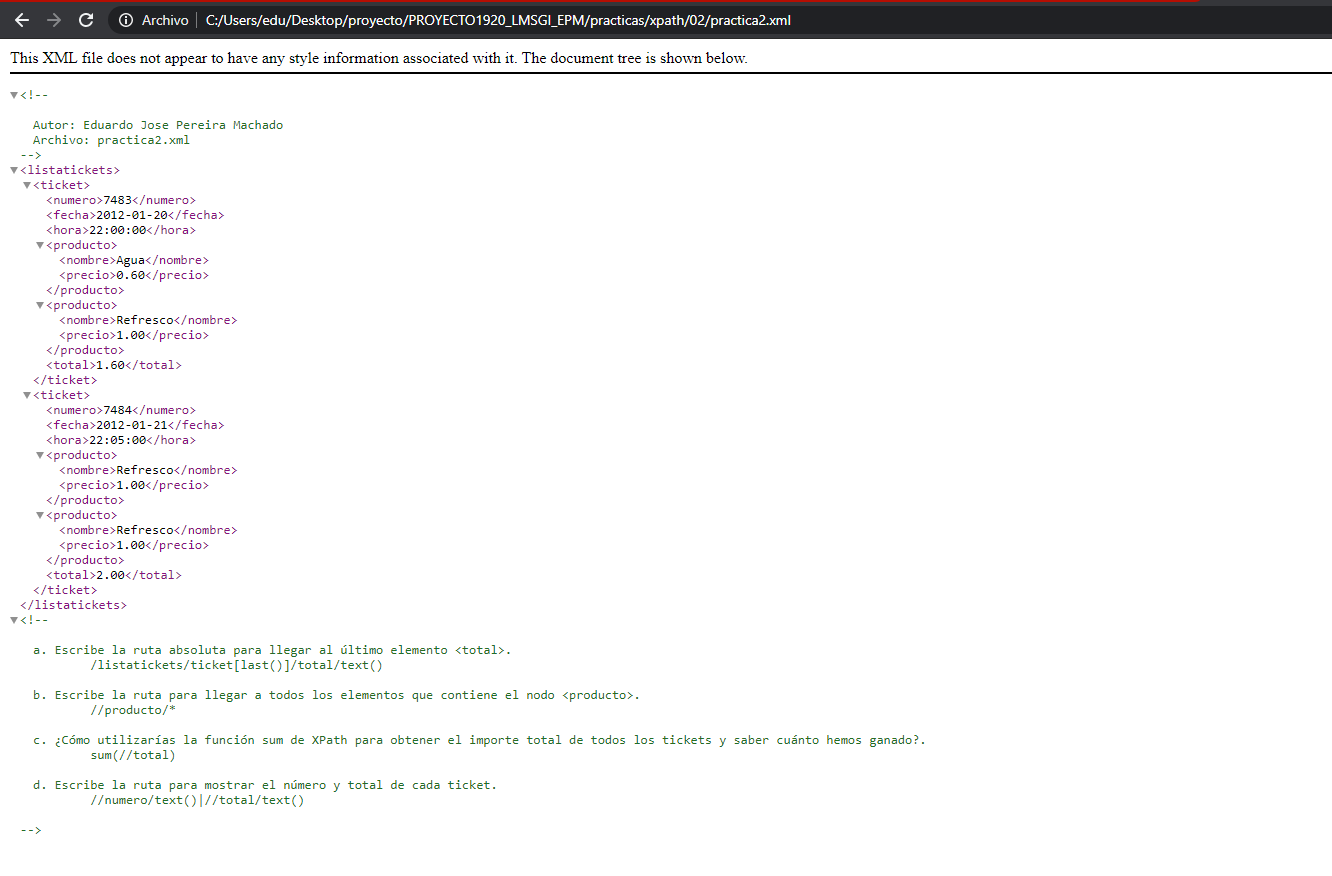 Archivo | C:/Users/edu/Desktop/proyecto/PROYECTO1920_LMSGI_EPM/practicas/xpath/02/practica2.xml
This XML file does not appear to have any style information associated with it. The document tree is shown below.
<!--
Autor: Eduardo Jose Pereira Machado
Archivo: practica2.xml
-->
<listatickets>
<ticket>
<numero>7483</numero>
<fecha>2012-01-20</fecha>
<hora>22:00:00</hora>
<producto>
<nombre>Agua</nombre>
<precio>0.60</precio>
</producto>
<producto>
<nombre>Refresco</nombre>
<precio>1.00</precio>
</producto>
<total>1.60</total>
</ticket>
<ticket>
<numero>7484</numero>
<fecha>2012-01-21</fecha>
<hora>22:05:00</hora>
<producto>
<nombre>Refresco</nombre>
<precio>1.00</precio>
</producto>
<producto>
<nombre>Refresco</nombre>
<precio>1.00</precio>
</producto>
<total>2.00</total>
</ticket>
</listatickets>
<!--
a. Escribe la ruta absoluta para llegar al último elemento <total>.
/listatickets/ticket[last()]/total/text()
b. Escribe la ruta para llegar a todos los elementos que contiene el nodo <producto>.
//producto/*
c. ¿Cómo utilizarías la función sum de XPath para obtener el importe total de todos los tickets y saber cuánto hemos ganado?.
sum(//total)
d. Escribe la ruta para mostrar el número y total de cada ticket.
//numero/text()|//total/text()
-->